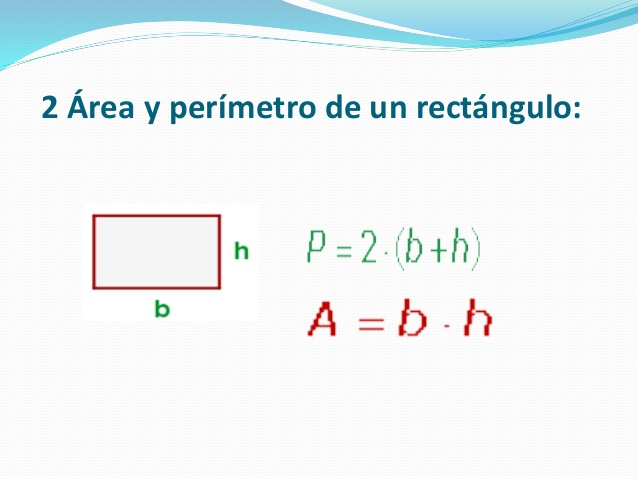 2 Área y perímetro de un rectángulo:
h
b
P = 2 · (b+h)
A = b · h